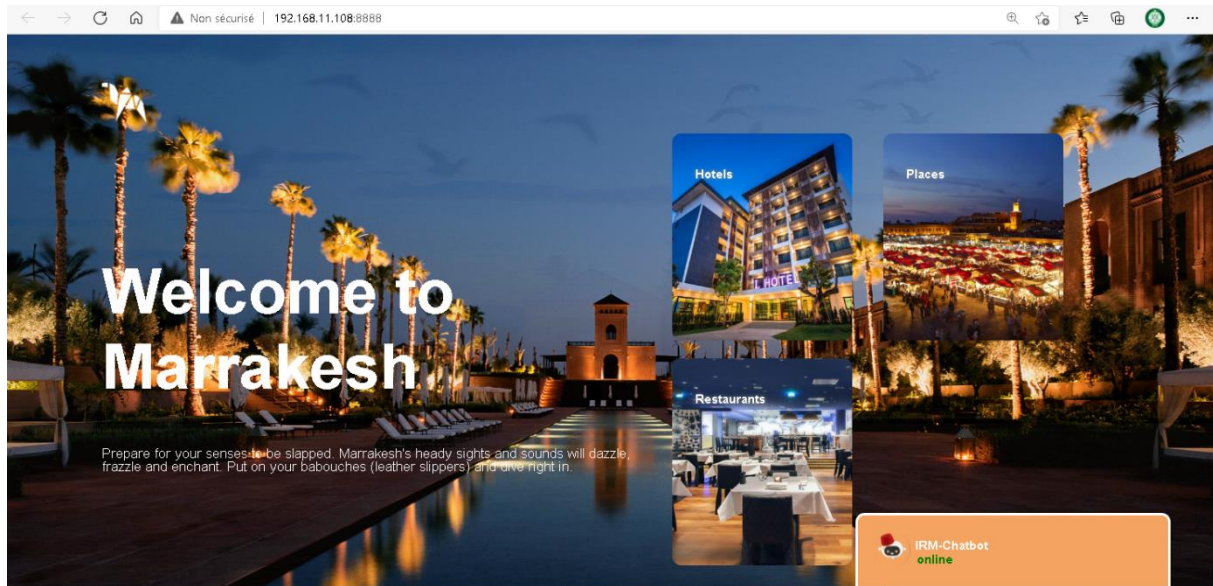 Non sécurisé | 192.168.11.108:8888
Hotels
Places
J. HOTEL
Welcome to
Marrakesh
Restaurants
Prepare for your senses to be slapped. Marrakesh's heady sights and sounds will dazzle,
frazzle and enchant. Put on your babouches (leather slippers) and dive right in.
IRM-Chatbot
online